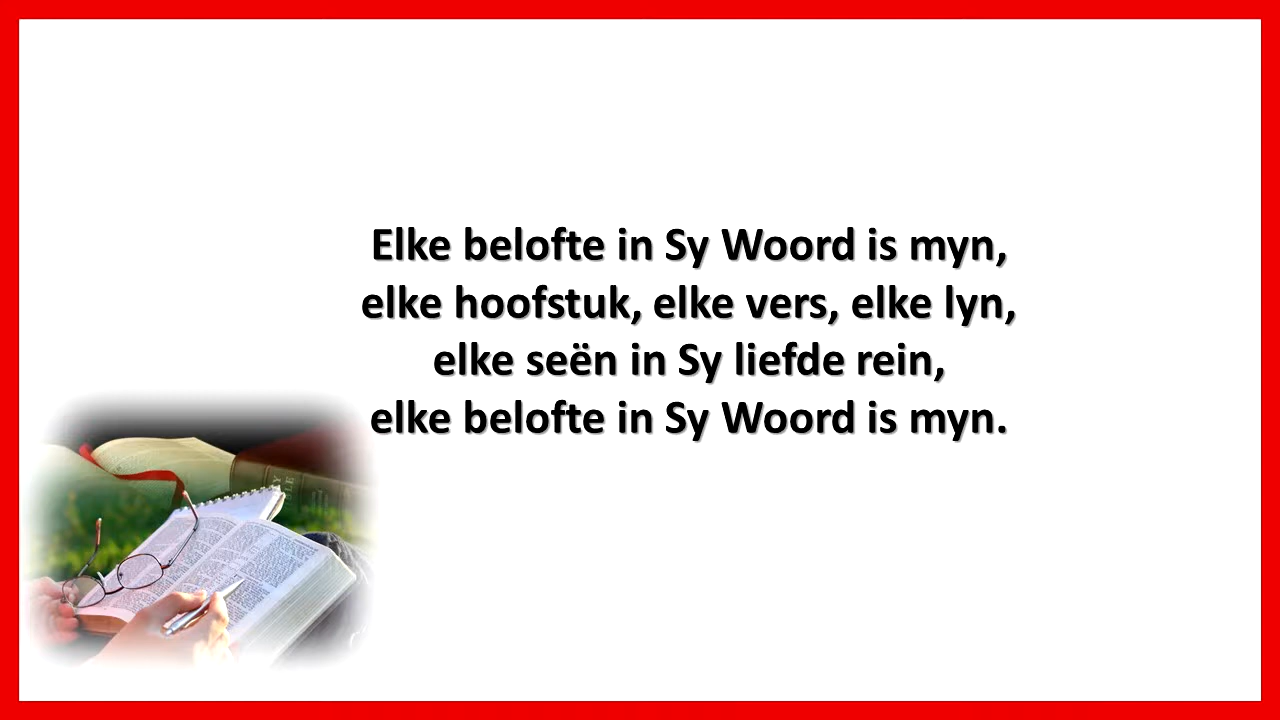 Elke belofte in Sy Woord is myn,
elke hoofstuk, elke vers, elke lyn,
elke seën in Sy liefde rein,
elke belofte in Sy Woord is myn.